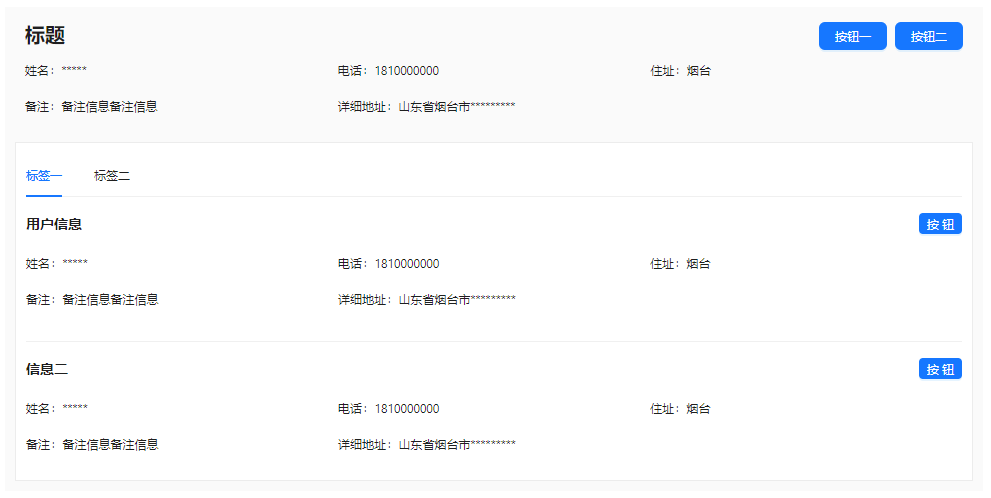 标题 按钮一 按钮二
姓名：***** 电话：1810000000 住址：烟台
备注：备注信息备注信息 详细地址：山东省烟台市*********
标签一 标签二
用户信息 按钮
姓名：***** 电话：1810000000 住址：烟台
备注：备注信息备注信息 详细地址：山东省烟台市*********
信息二 按钮
姓名：***** 电话：1810000000 住址：烟台
备注：备注信息备注信息 详细地址：山东省烟台市*********